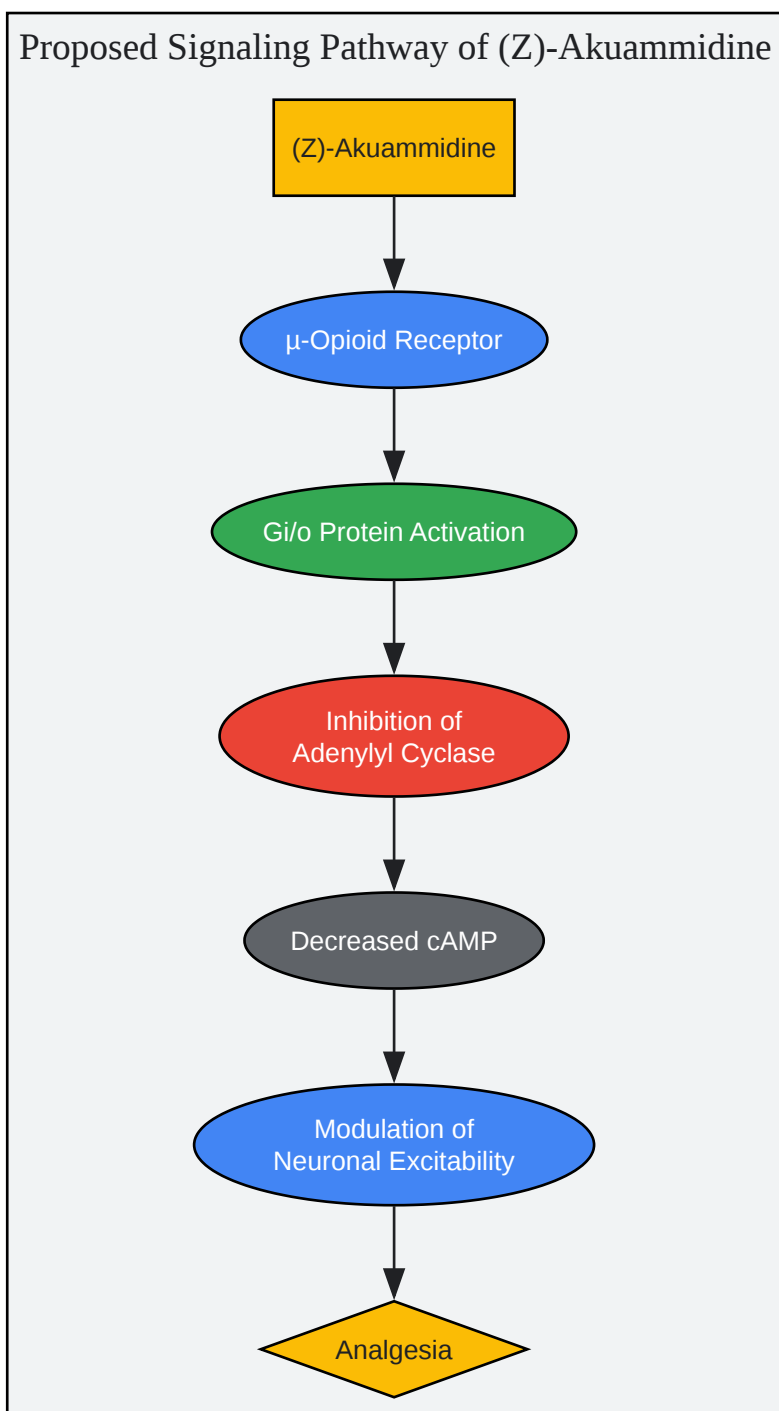 Proposed Signaling Pathway of (Z)-Akuammidine
(Z)-Akuammidine
µ-Opioid Receptor
Gi/o Protein Activation
Inhibition of
Adenylyl Cyclase
Decreased cAMP
Modulation of
Neuronal Excitability
Analgesia